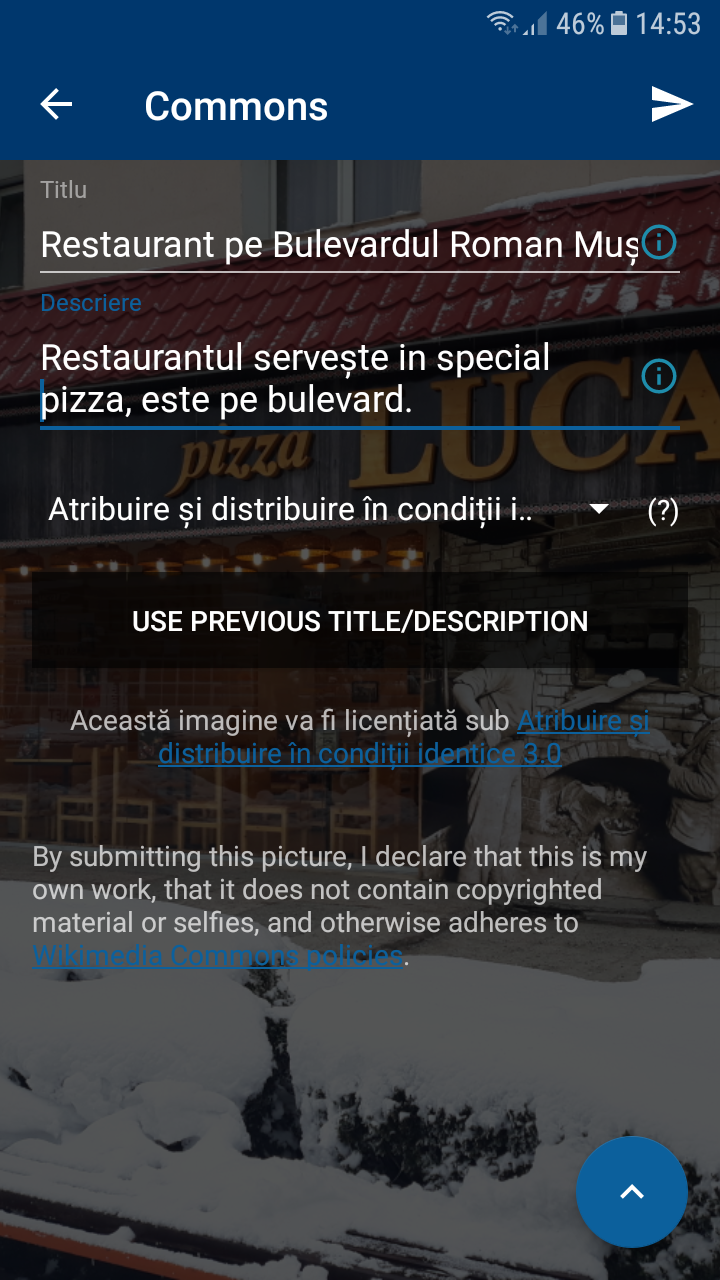 46% 14:53
Commons
Titlu
Restaurant pe Bulevardul Roman Muș
Descriere
Restaurantul servește in special
pizza, este pe bulevard.
pizza LUCA
Atribuire și distribuire în condiții i..
(?)
USE PREVIOUS TITLE/DESCRIPTION
Această imagine va fi licențiată sub Atribuire și
distribuire în condiții identice 3.0
By submitting this picture, I declare that this is my
own work, that it does not contain copyrighted
material or selfies, and otherwise adheres to
Wikimedia Commons policies.